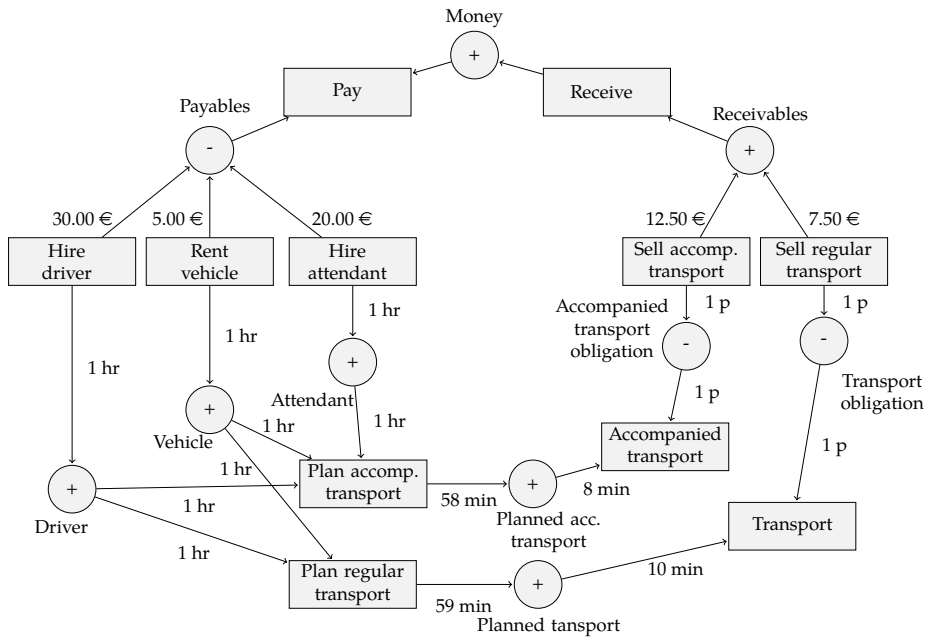 Money
+
Pay
Receive
Payables
-
Receivables
+
30.00 €
5.00 €
20.00 €
12.50 €
7.50 €
Hire
driver
Rent
vehicle
Hire
attendant
Sell accomp.
transport
Sell regular
transport
1 hr
1 hr
1 hr
Accompanied
transport
obligation
1 p
-
1 p
-
+
Attendant
Transport
obligation
+
Vehicle
1 hr
1 hr
1 hr
1 p
1 p
Accompanied
transport
Plan accomp.
transport
+
Driver
1 hr
1 hr
58 min
+
8 min
Planned acc.
transport
Transport
Plan regular
transport
59 min
+
10 min
Planned tansport